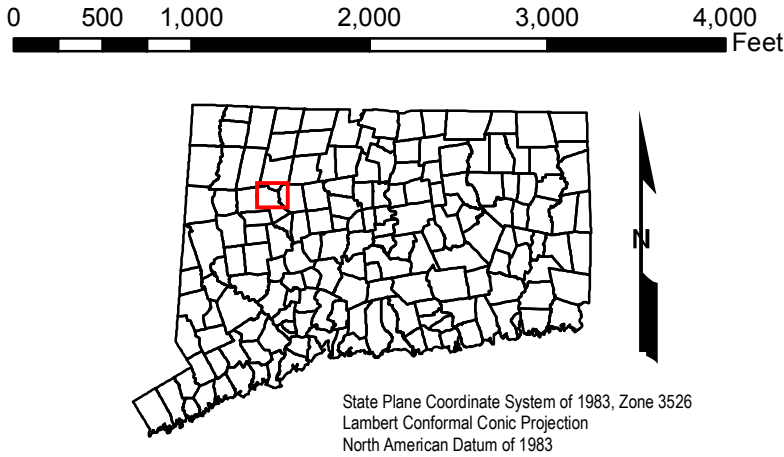 0 500 1,000 2,000 3,000 4,000
Feet
N
State Plane Coordinate System of 1983, Zone 3526
Lambert Conformal Conic Projection
North American Datum of 1983